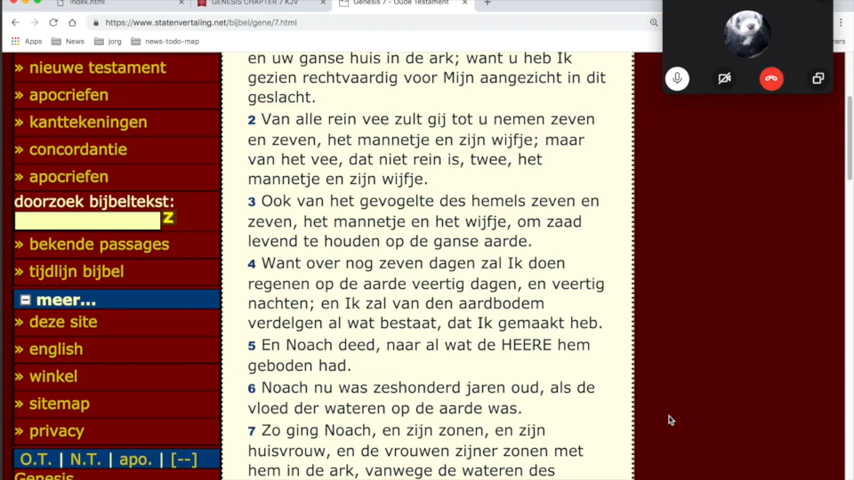 index.html
GENESIS CHAPTER 7 KJV
Genesis 7 - Oude Testament
https://www.statenvertaling.net/bijbel/gene/7.html
Apps
News
jorg
news-todo-map
» nieuwe testament
» apocriefen
» kanttekeningen
» concordantie
» apocriefen
doorzoek bijbeltekst:
Z
» bekende passages
» tijdlijn bijbel
meer...
» deze site
» english
» winkel
» sitemap
» privacy
O.T. | N.T. | apo. | [--]
Genesis
en uw ganse huis in de ark; want u heb Ik
gezien rechtvaardig voor Mijn aangezicht in dit
geslacht.
2 Van alle rein vee zult gij tot u nemen zeven
en zeven, het mannetje en zijn wijfje; maar
van het vee, dat niet rein is, twee, het
mannetje en zijn wijfje.
3 Ook van het gevogelte des hemels zeven en
zeven, het mannetje en het wijfje, om zaad
levend te houden op de ganse aarde.
4 Want over nog zeven dagen zal Ik doen
regenen op de aarde veertig dagen, en veertig
nachten; en Ik zal van den aardbodem
verdelgen al wat bestaat, dat Ik gemaakt heb.
5 En Noach deed, naar al wat de HEERE hem
geboden had.
6 Noach nu was zeshonderd jaren oud, als de
vloed der wateren op de aarde was.
7 Zo ging Noach, en zijn zonen, en zijn
huisvrouw, en de vrouwen zijner zonen met
hem in de ark, vanwege de wateren des